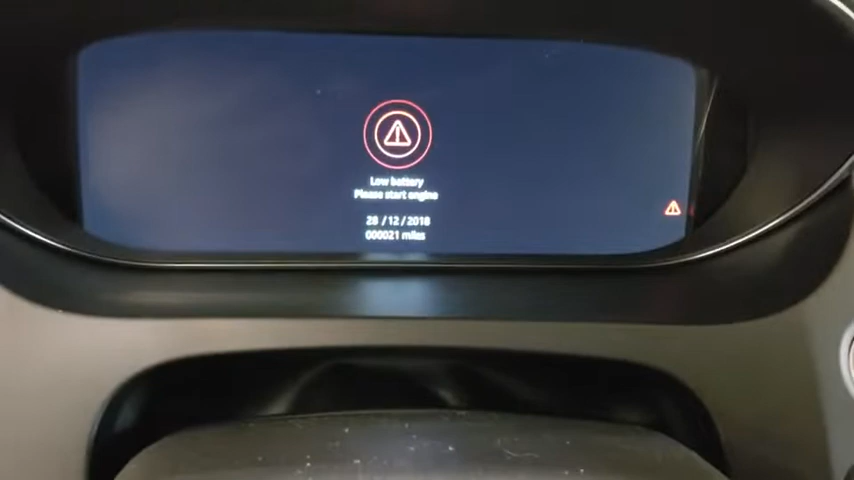 Low battery
Please start engine
28 /12/2018
000021 miles